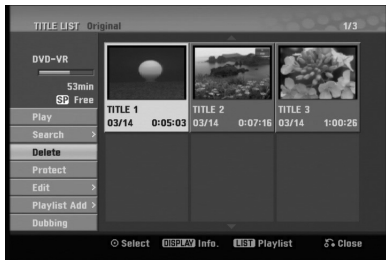 TITLE LIST Original 1/3
DVD-VR
53min
SP Free
Play
Search >
Delete
Protect
Edit >
Playlist Add >
Dubbing
TITLE 1
03/14 0:05:03
TITLE 2
03/14 0:07:16
TITLE 3
03/14 1:00:26
Select DISPLAY Info. LIST Playlist Close